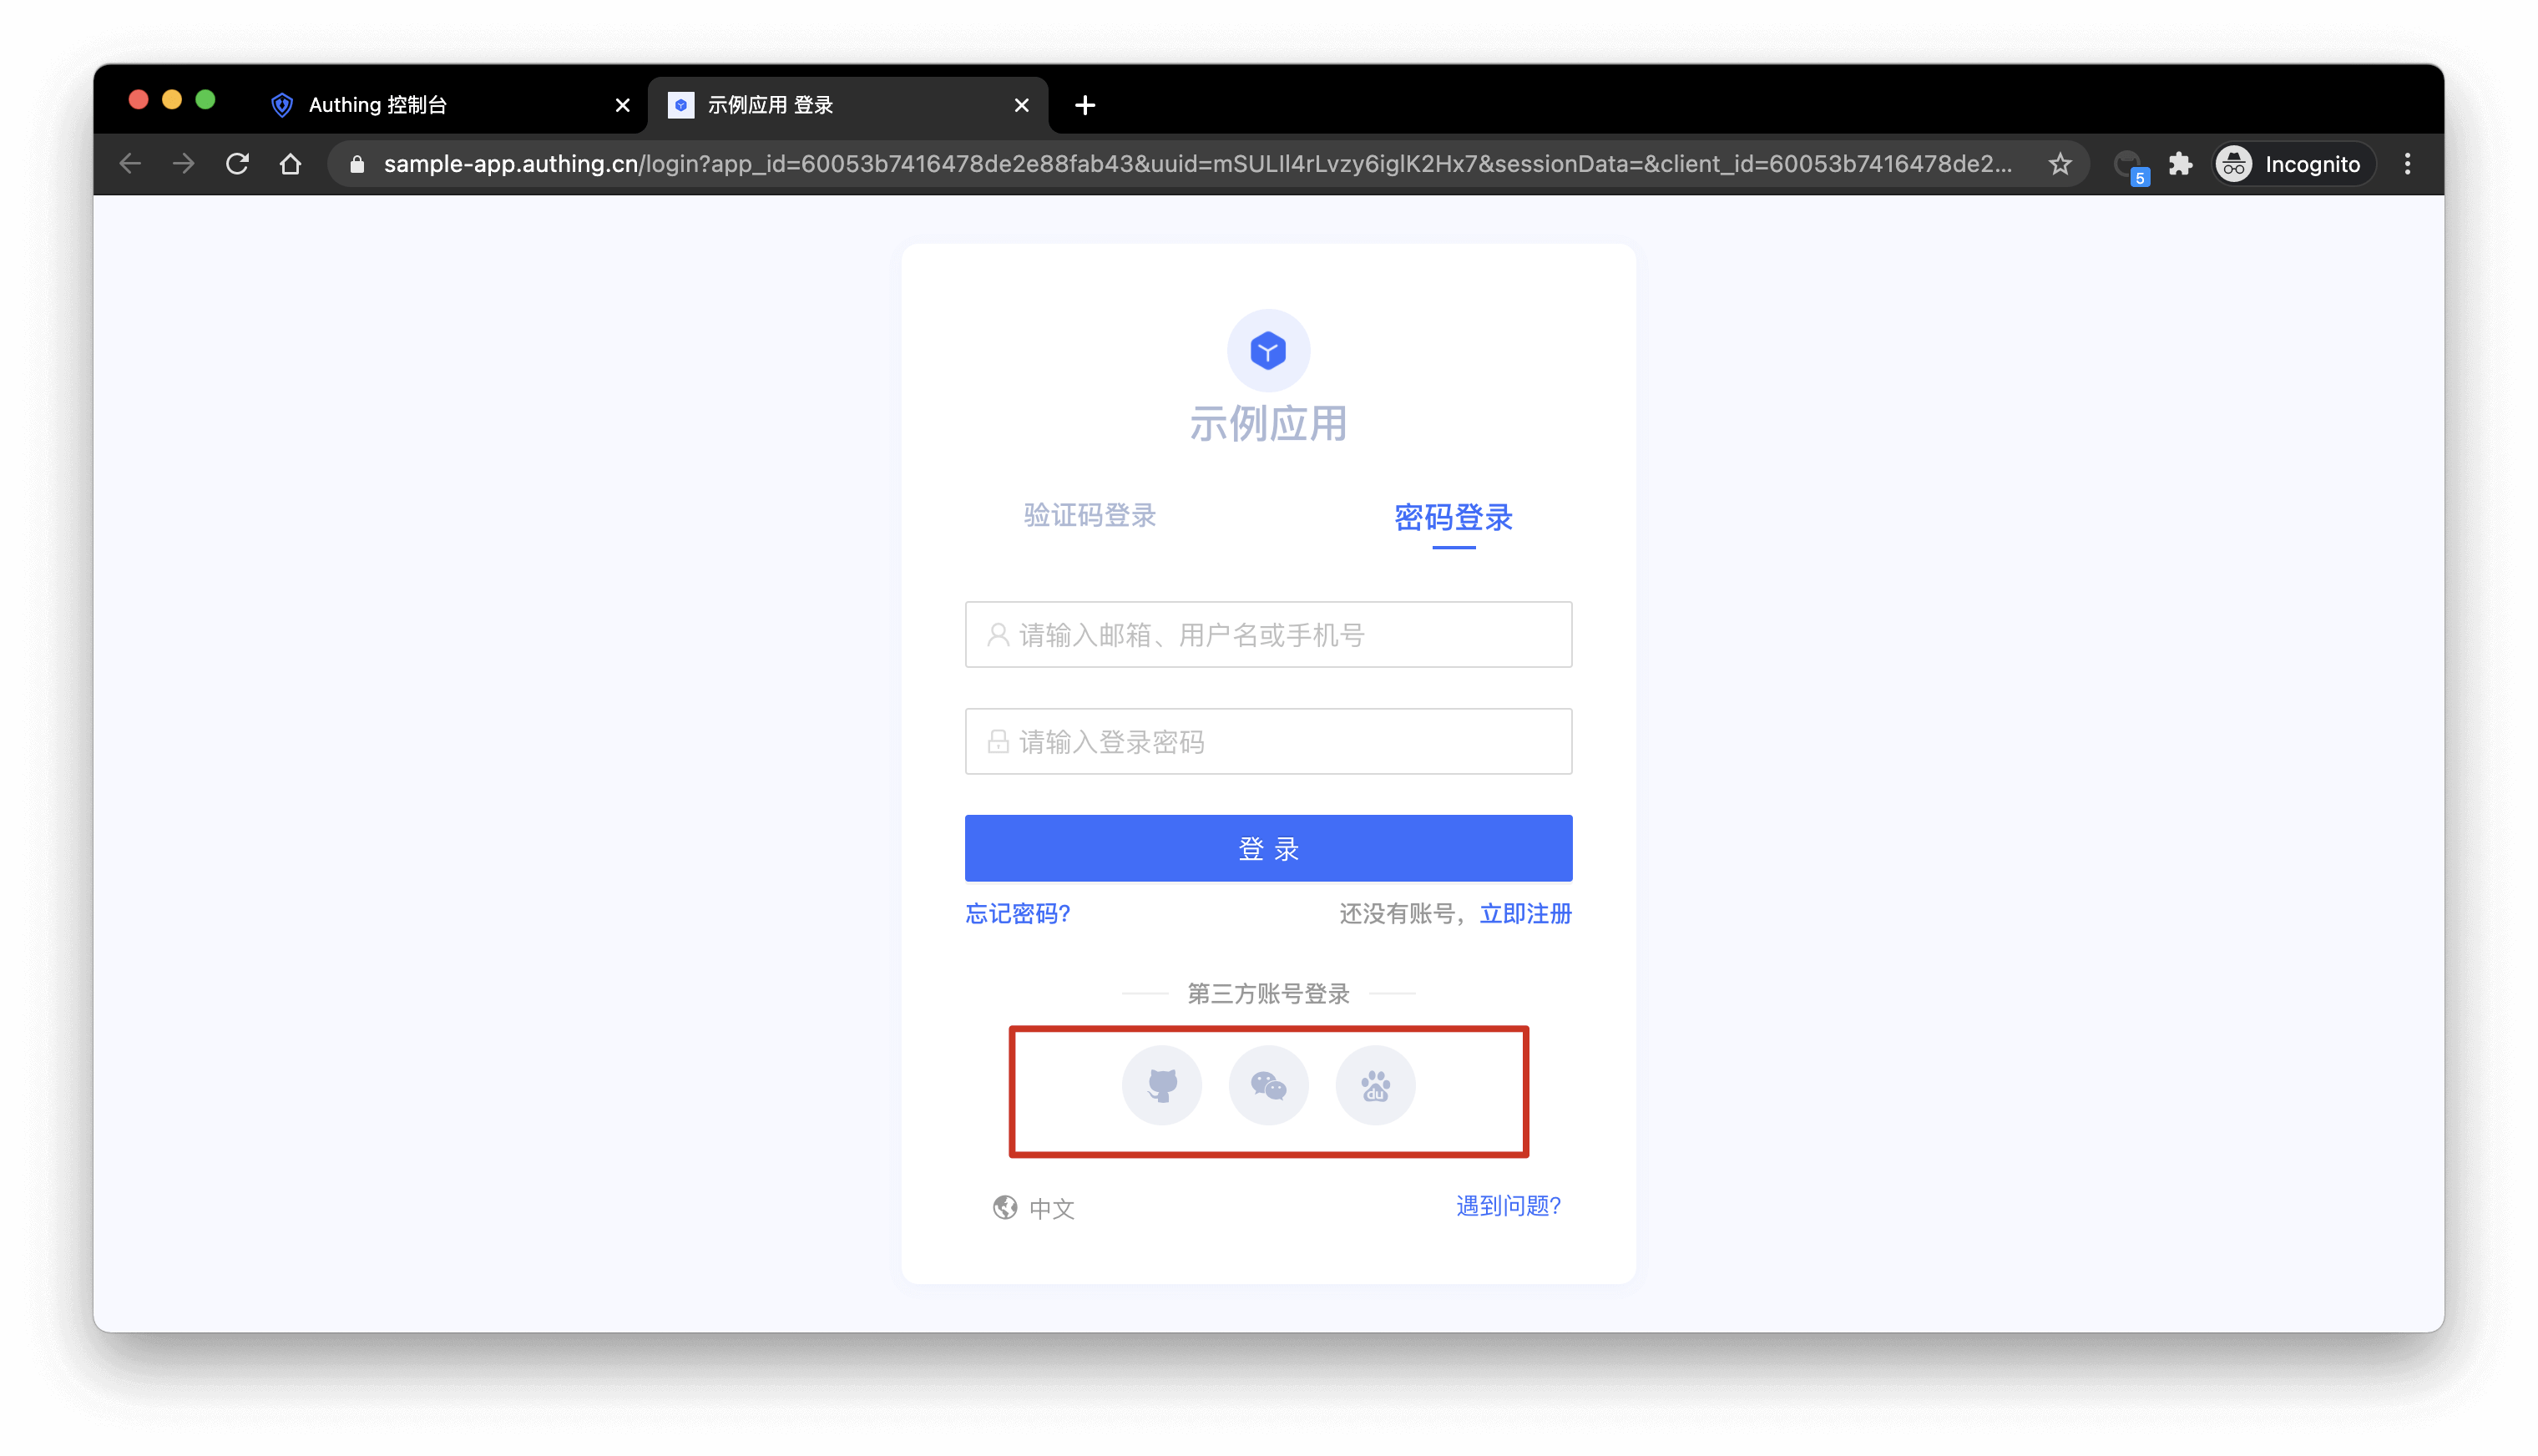 Authing 控制台
示例应用 登录
sample-app.authing.cn/login?app_id=60053b7416478de2e88fab43&uuid=mSULIl4rLvzy6iglK2Hx7&sessionData=&client_id=60053b7416478de2...
5
Incognito
示例应用
验证码登录
密码登录
请输入邮箱、用户名或手机号
请输入登录密码
登 录
忘记密码?
还没有账号，立即注册
第三方账号登录
du
中文
遇到问题?